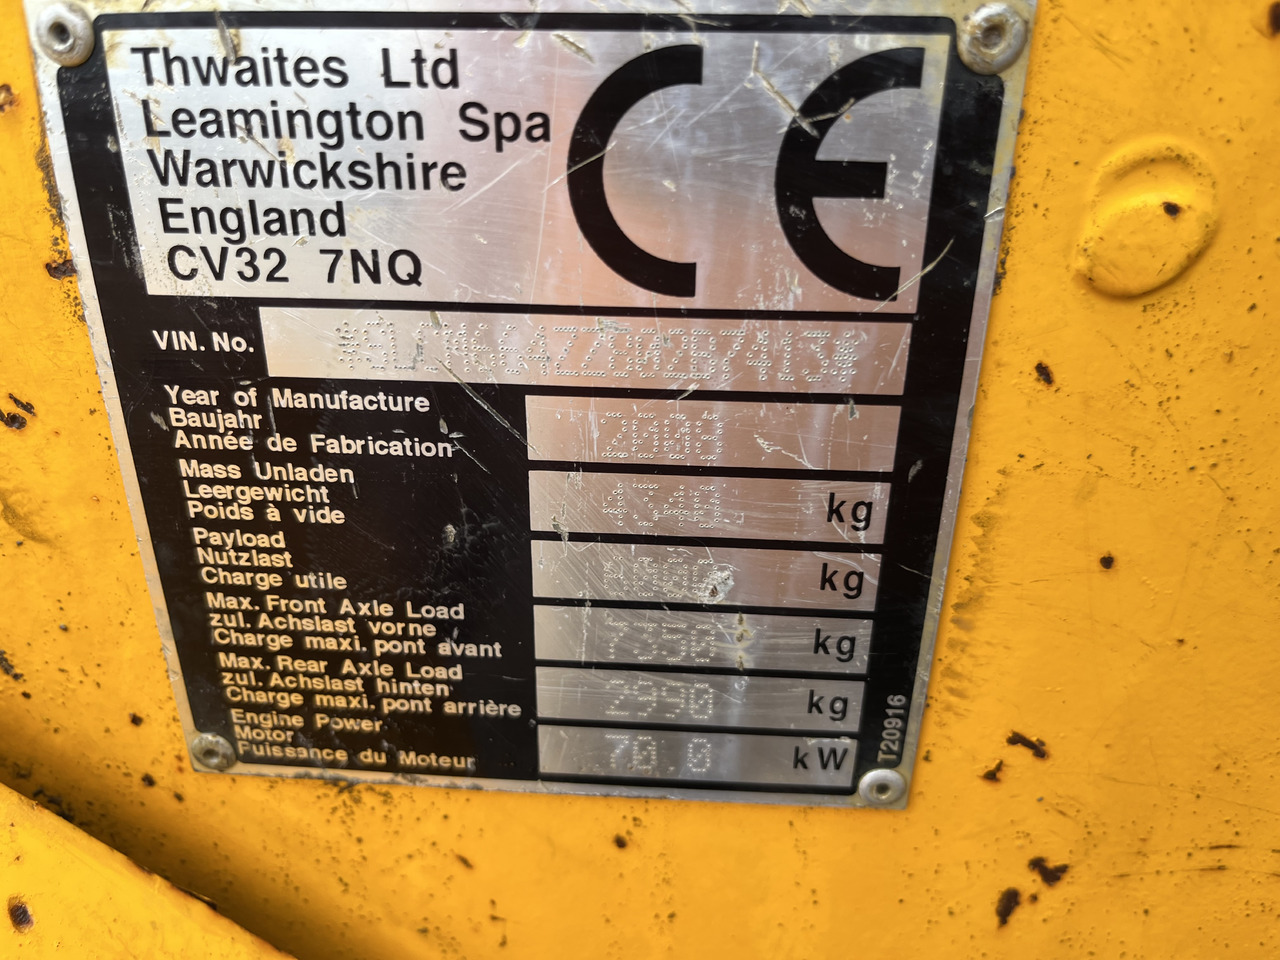 Thwaites Ltd
Leamington Spa
Warwickshire
England
CV32 7NQ
CE
VIN. No.
Year of Manufacture
Baujahr
Année de Fabrication
2008
Mass Unladen
Leergewicht
Poids à vide
kg
Payload
Nutzlast
Charge utile
kg
Max. Front Axle Load
zul. Achslast vorne
Charge maxi. pont avant
kg
Max. Rear Axle Load
zul. Achslast hinten
Charge maxi. pont arrière
kg
Engine Power
Motor
Puissance du Moteur
kW
T20916